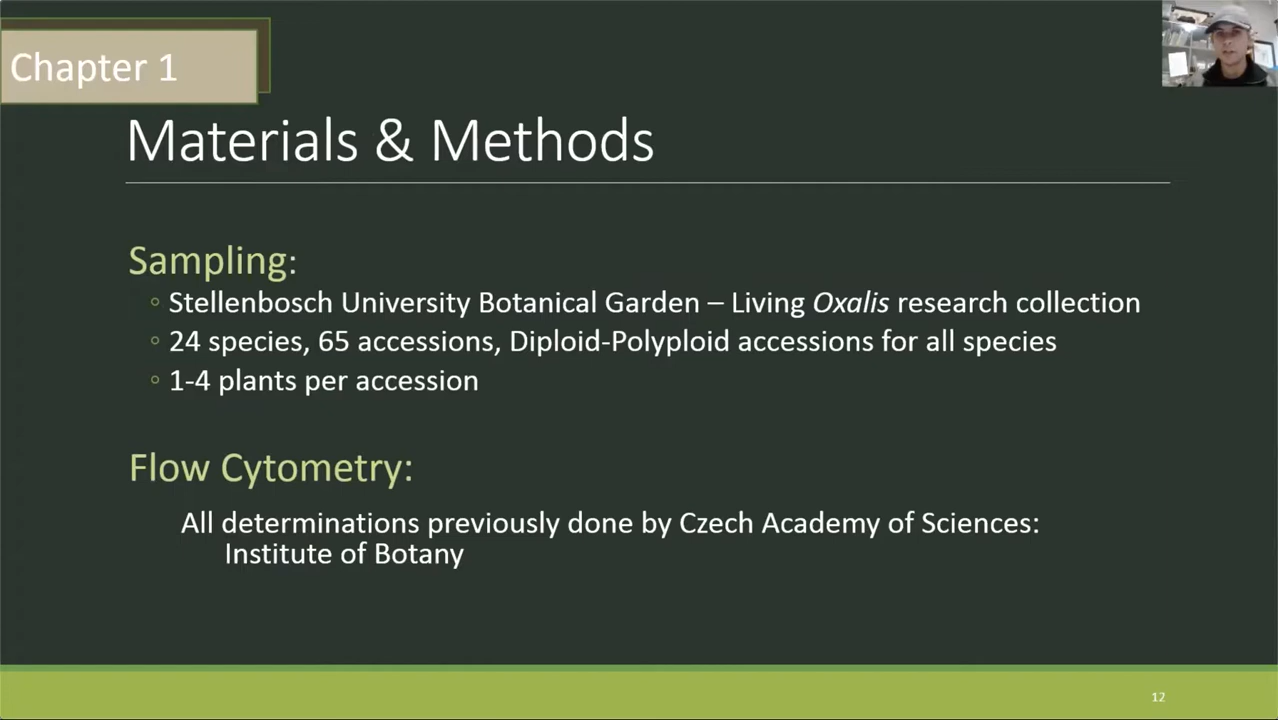 Chapter 1
Materials & Methods
Sampling:
◦ Stellenbosch University Botanical Garden – Living Oxalis research collection
◦ 24 species, 65 accessions, Diploid-Polyploid accessions for all species
◦ 1-4 plants per accession
Flow Cytometry:
All determinations previously done by Czech Academy of Sciences:
Institute of Botany
12